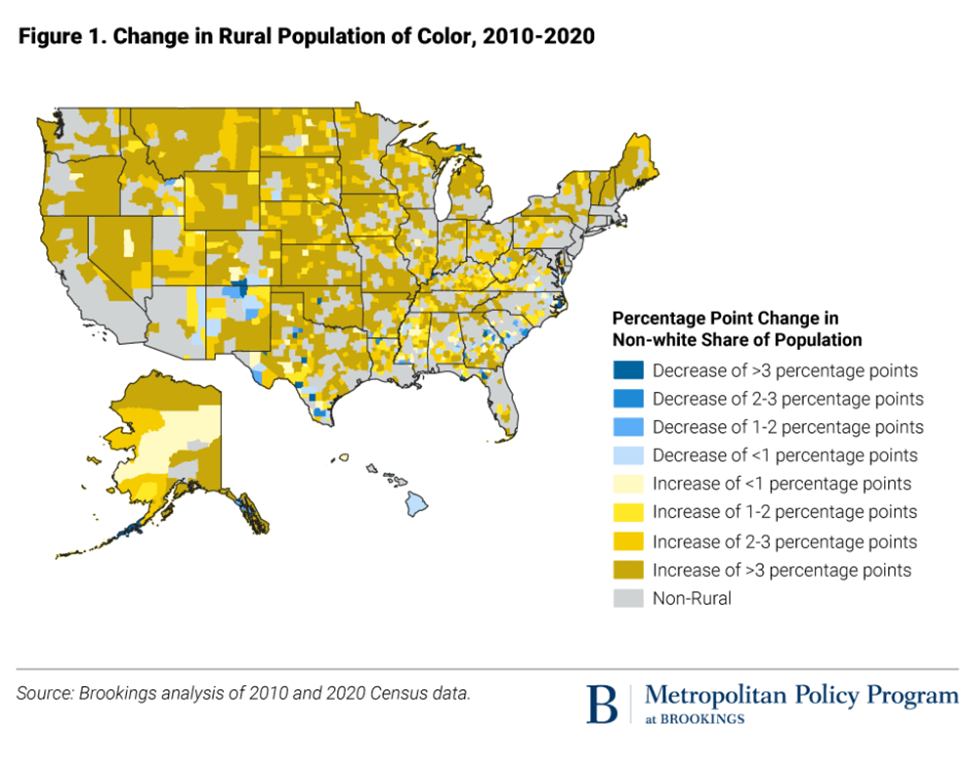 Figure 1. Change in Rural Population of Color, 2010-2020
Percentage Point Change in
Non-white Share of Population
Decrease of >3 percentage points
Decrease of 2-3 percentage points
Decrease of 1-2 percentage points
Decrease of <1 percentage points
Increase of <1 percentage points
Increase of 1-2 percentage points
Increase of 2-3 percentage points
Increase of >3 percentage points
Non-Rural
Source: Brookings analysis of 2010 and 2020 Census data.
B
Metropolitan Policy Program
at BROOKINGS